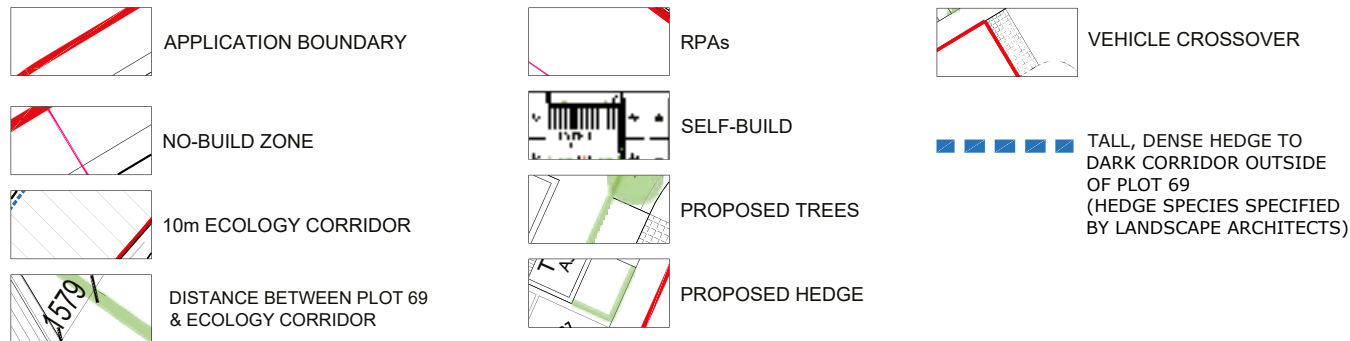 APPLICATION BOUNDARY
NO-BUILD ZONE
10m ECOLOGY CORRIDOR
1579
DISTANCE BETWEEN PLOT 69
& ECOLOGY CORRIDOR
RPAs
SELF-BUILD
PROPOSED TREES
PROPOSED HEDGE
VEHICLE CROSSOVER
TALL, DENSE HEDGE TO
DARK CORRIDOR OUTSIDE
OF PLOT 69
(HEDGE SPECIES SPECIFIED
BY LANDSCAPE ARCHITECTS)